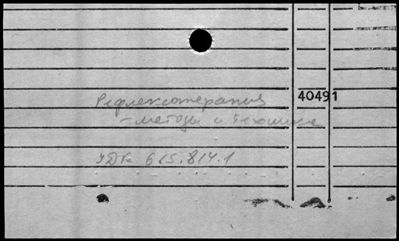 40491
Рефлексотерапия
- методы и техника
УДК 615.814.1